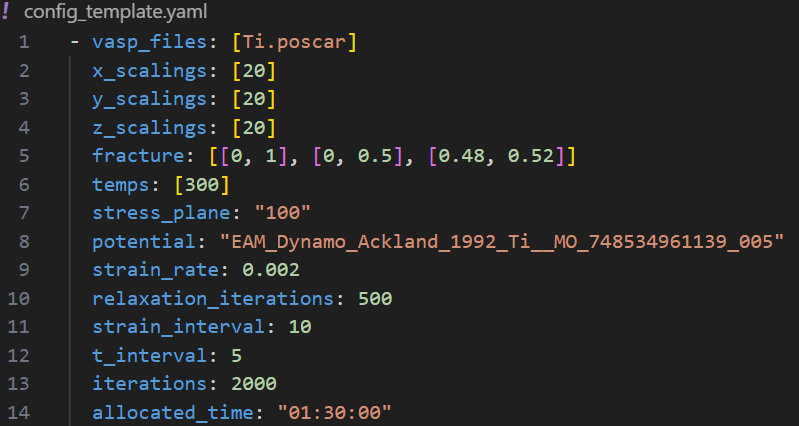 ! config_template.yaml
1 - vasp_files: [Ti.poscar]
2 x_scalings: [20]
3 y_scalings: [20]
4 z_scalings: [20]
5 fracture: [[0, 1], [0, 0.5], [0.48, 0.52]]
6 temps: [300]
7 stress_plane: "100"
8 potential: "EAM_Dynamo_Ackland_1992_Ti__MO_748534961139_005"
9 strain_rate: 0.002
10 relaxation_iterations: 500
11 strain_interval: 10
12 t_interval: 5
13 iterations: 2000
14 allocated_time: "01:30:00"